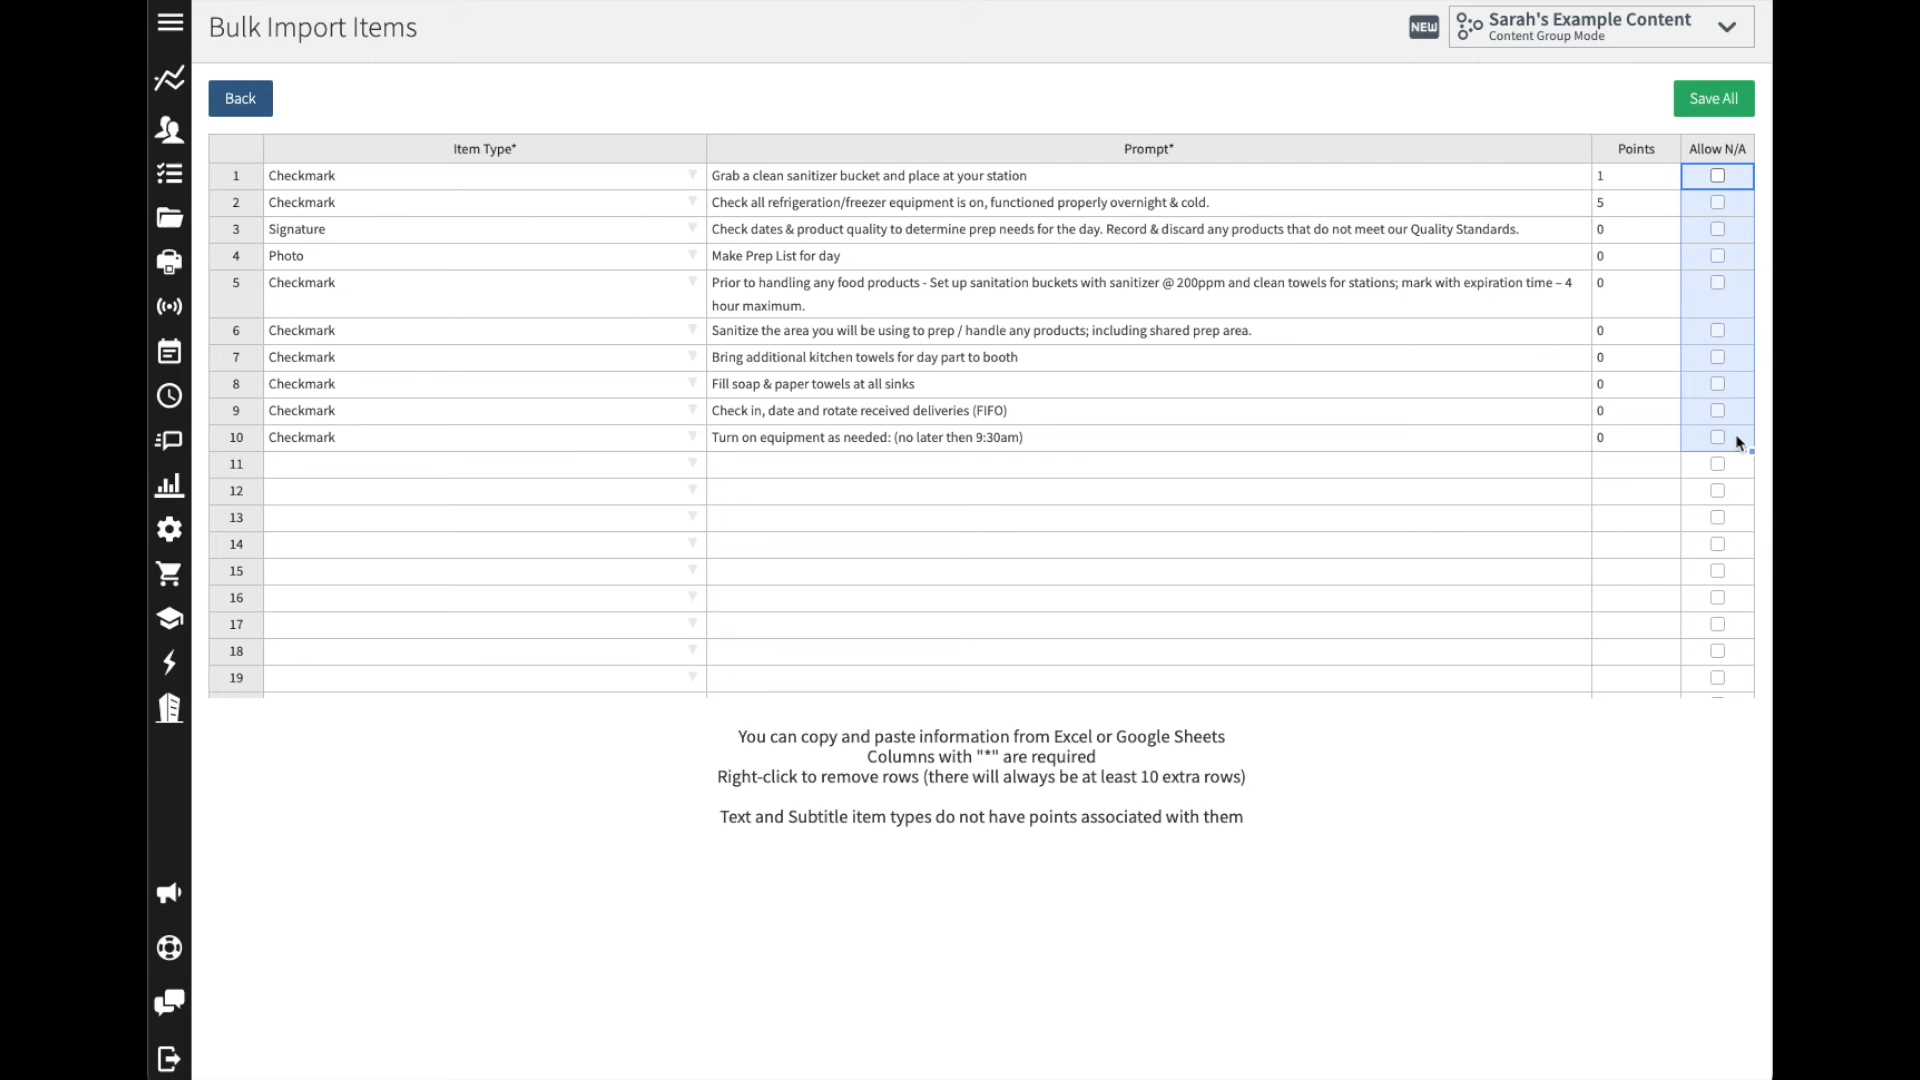 Bulk Import Items
NEW
Sarah's Example Content
Content Group Mode
Back
Save All
Item Type* Prompt* Points Allow N/A
1 Checkmark Grab a clean sanitizer bucket and place at your station 1
2 Checkmark Check all refrigeration/freezer equipment is on, functioned properly overnight & cold. 5
3 Signature Check dates & product quality to determine prep needs for the day. Record & discard any products that do not meet our Quality Standards. 0
4 Photo Make Prep List for day 0
5 Checkmark Prior to handling any food products - Set up sanitation buckets with sanitizer @ 200ppm and clean towels for stations; mark with expiration time – 4 0
hour maximum.
6 Checkmark Sanitize the area you will be using to prep / handle any products; including shared prep area. 0
7 Checkmark Bring additional kitchen towels for day part to booth 0
8 Checkmark Fill soap & paper towels at all sinks 0
9 Checkmark Check in, date and rotate received deliveries (FIFO) 0
10 Checkmark Turn on equipment as needed: (no later then 9:30am) 0
11
12
13
14
15
16
17
18
19
You can copy and paste information from Excel or Google Sheets
Columns with "*" are required
Right-click to remove rows (there will always be at least 10 extra rows)
Text and Subtitle item types do not have points associated with them